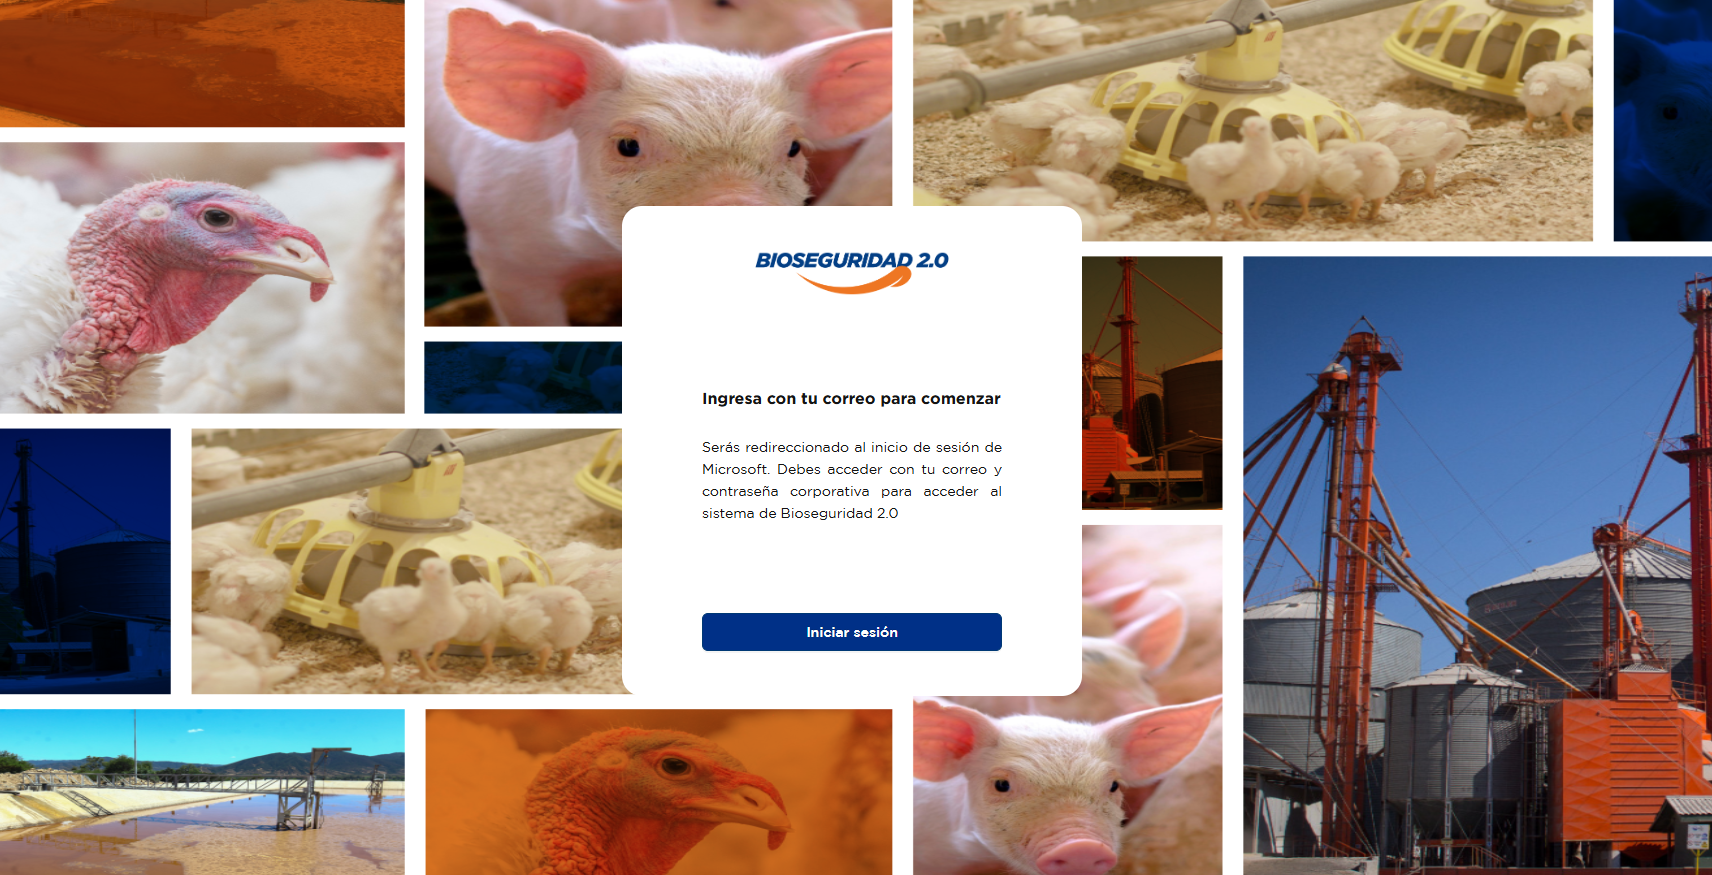 BIOSEGURIDAD 2.0
Ingresa con tu correo para comenzar
Serás redireccionado al inicio de sesión de
Microsoft. Debes acceder con tu correo y
contraseña corporativa para acceder al
sistema de Bioseguridad 2.0
Iniciar sesión